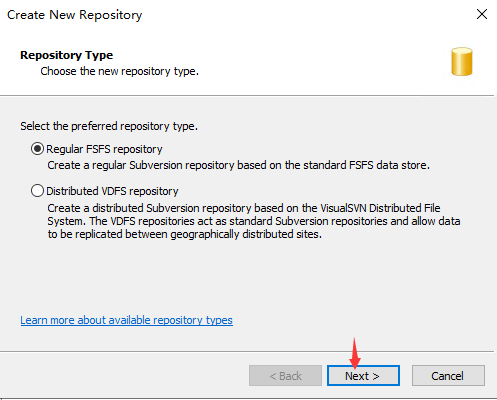 Create New Repository
Repository Type
Choose the new repository type.
Select the preferred repository type.
Regular FSFS repository
Create a regular Subversion repository based on the standard FSFS data store.
Distributed VDFS repository
Create a distributed Subversion repository based on the VisualSVN Distributed File
System. The VDFS repositories act as standard Subversion repositories and allow data
to be replicated between geographically distributed sites.
Learn more about available repository types
< Back
Next >
Cancel